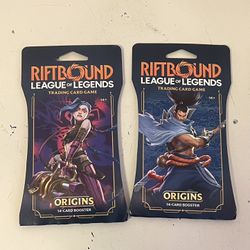 RIFTBOUND
LEAGUE OF LEGENDS
TRADING CARD GAME
ORIGINS
14-CARD BOOSTER
RIFTBOUND
LEAGUE OF LEGENDS
TRADING CARD GAME
ORIGINS
14-CARD BOOSTER